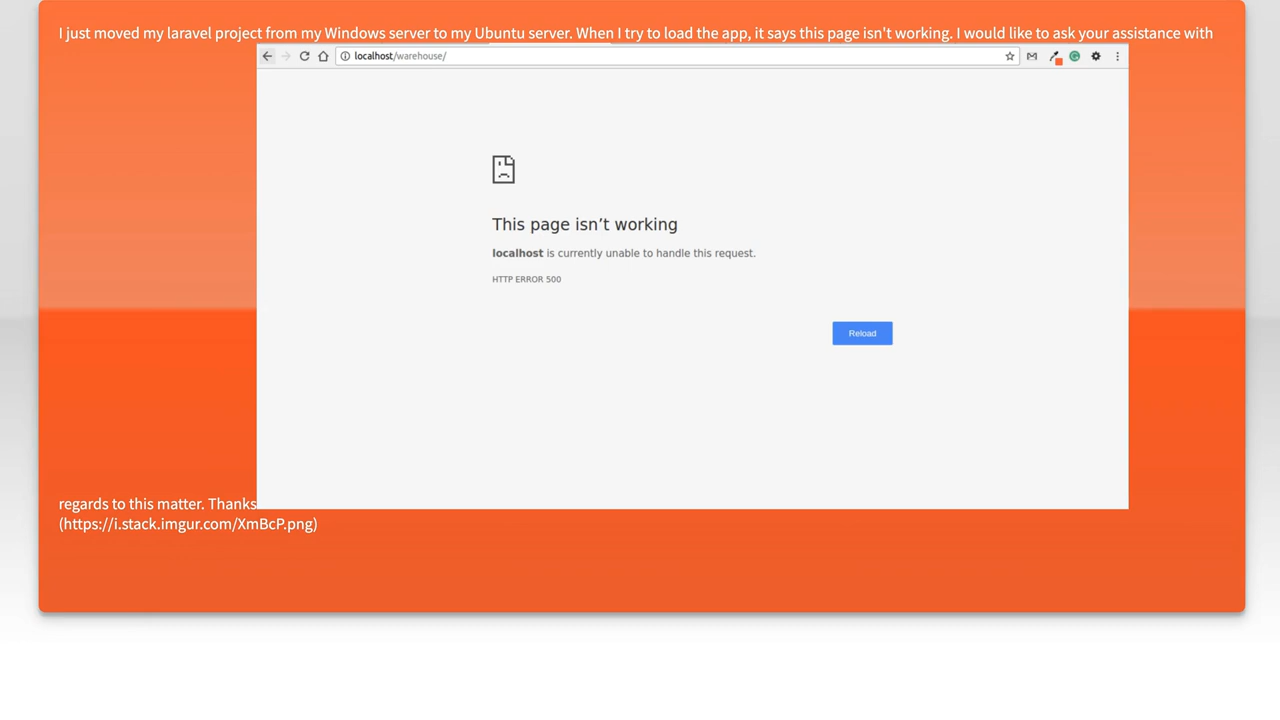 I just moved my laravel project from my Windows server to my Ubuntu server. When I try to load the app, it says this page isn't working. I would like to ask your assistance with
localhost/warehouse/
This page isn't working
localhost is currently unable to handle this request.
HTTP ERROR 500
Reload
regards to this matter. Thanks
(https://i.stack.imgur.com/XmBcP.png)